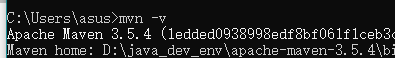 C:\Users\asus>mvn -v
Apache Maven 3.5.4 (1edded0938998edf8bf061f1ceb3c
Maven home: D:\java_dev_env\apache-maven-3.5.4\bi